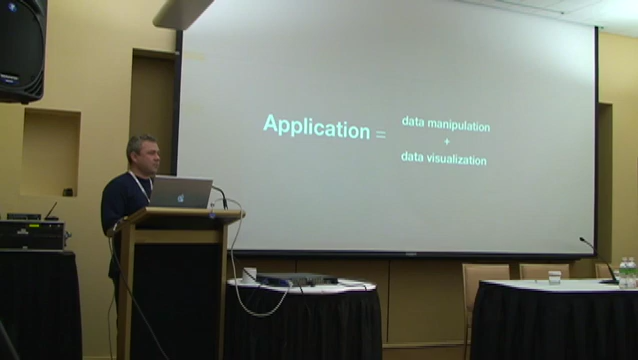 Application =
data manipulation
+
data visualization